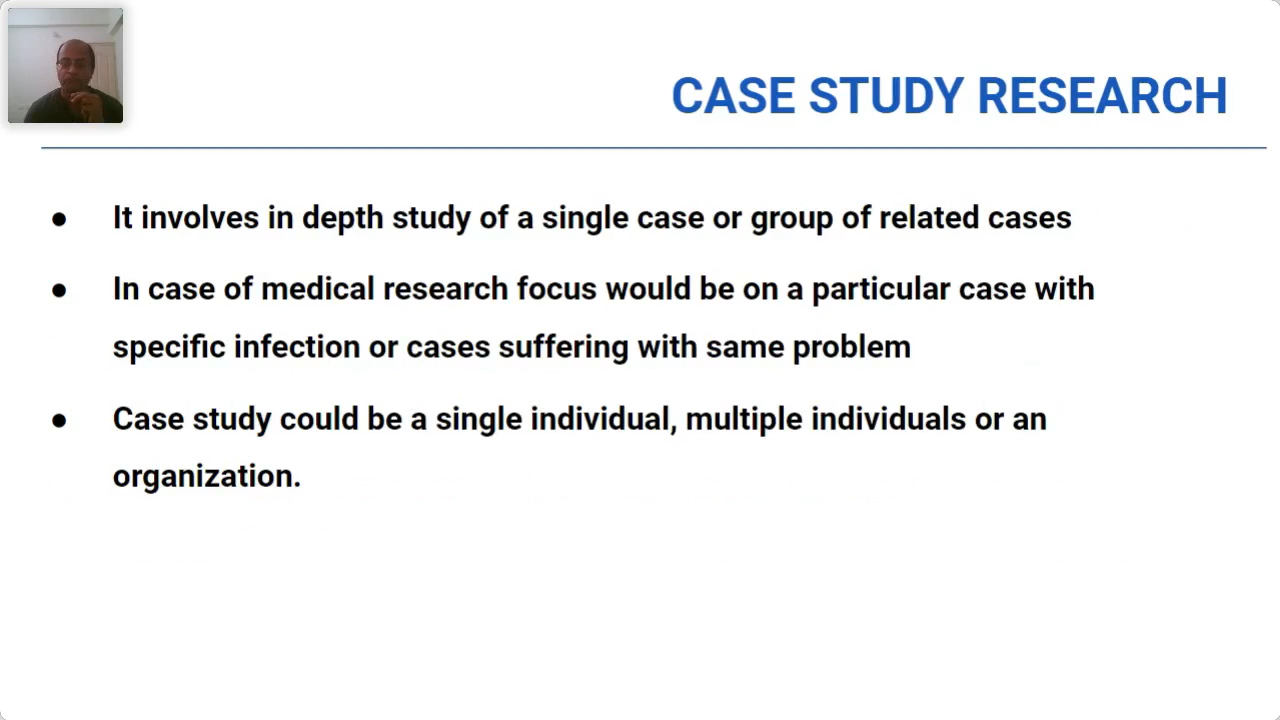 CASE STUDY RESEARCH
● It involves in depth study of a single case or group of related cases
● In case of medical research focus would be on a particular case with
specific infection or cases suffering with same problem
● Case study could be a single individual, multiple individuals or an
organization.